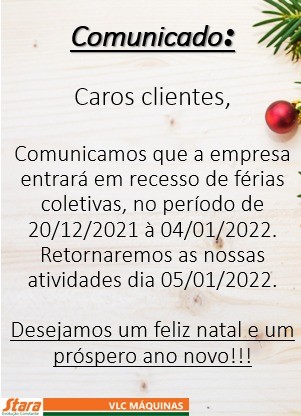 Comunicado:
Caros clientes,
Comunicamos que a empresa
entrará em recesso de férias
coletivas, no período de
20/12/2021 à 04/01/2022.
Retornaremos as nossas
atividades dia 05/01/2022.
Desejamos um feliz natal e um
próspero ano novo!!!
Stara
Evolução Constante
VLC MÁQUINAS